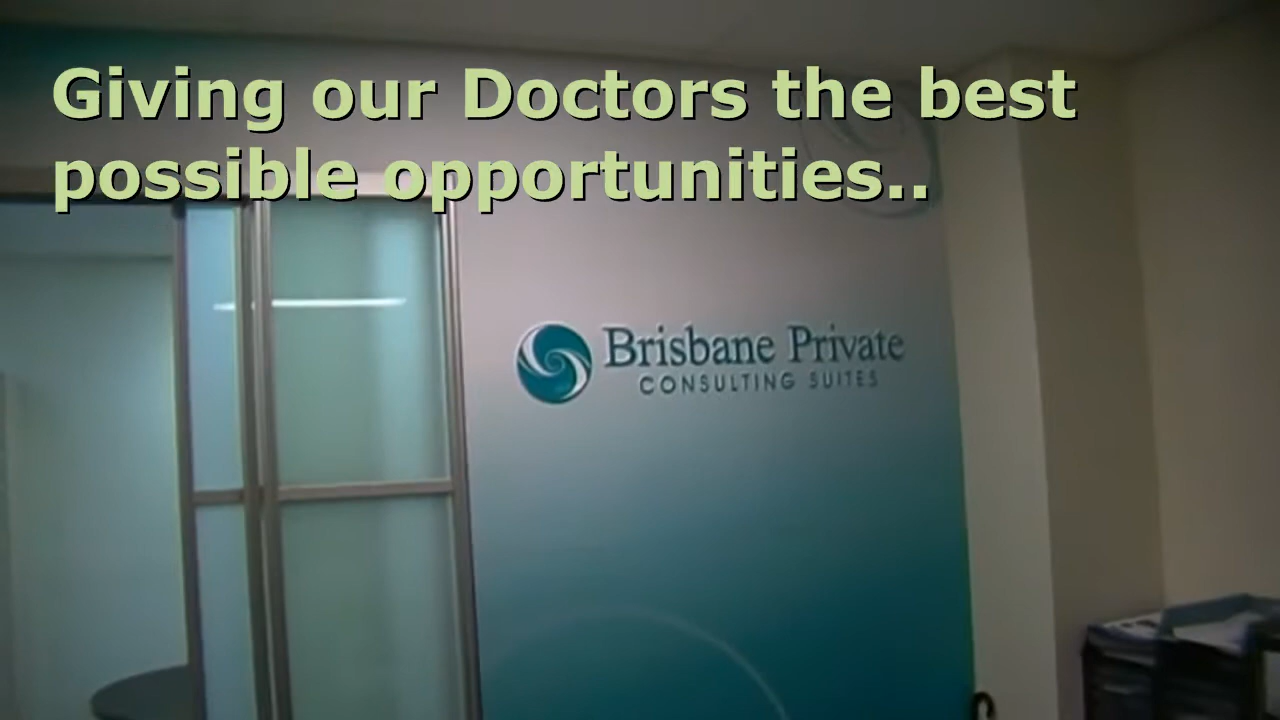 Giving our Doctors the best
possible opportunities..
Brisbane Private
CONSULTING SUITES